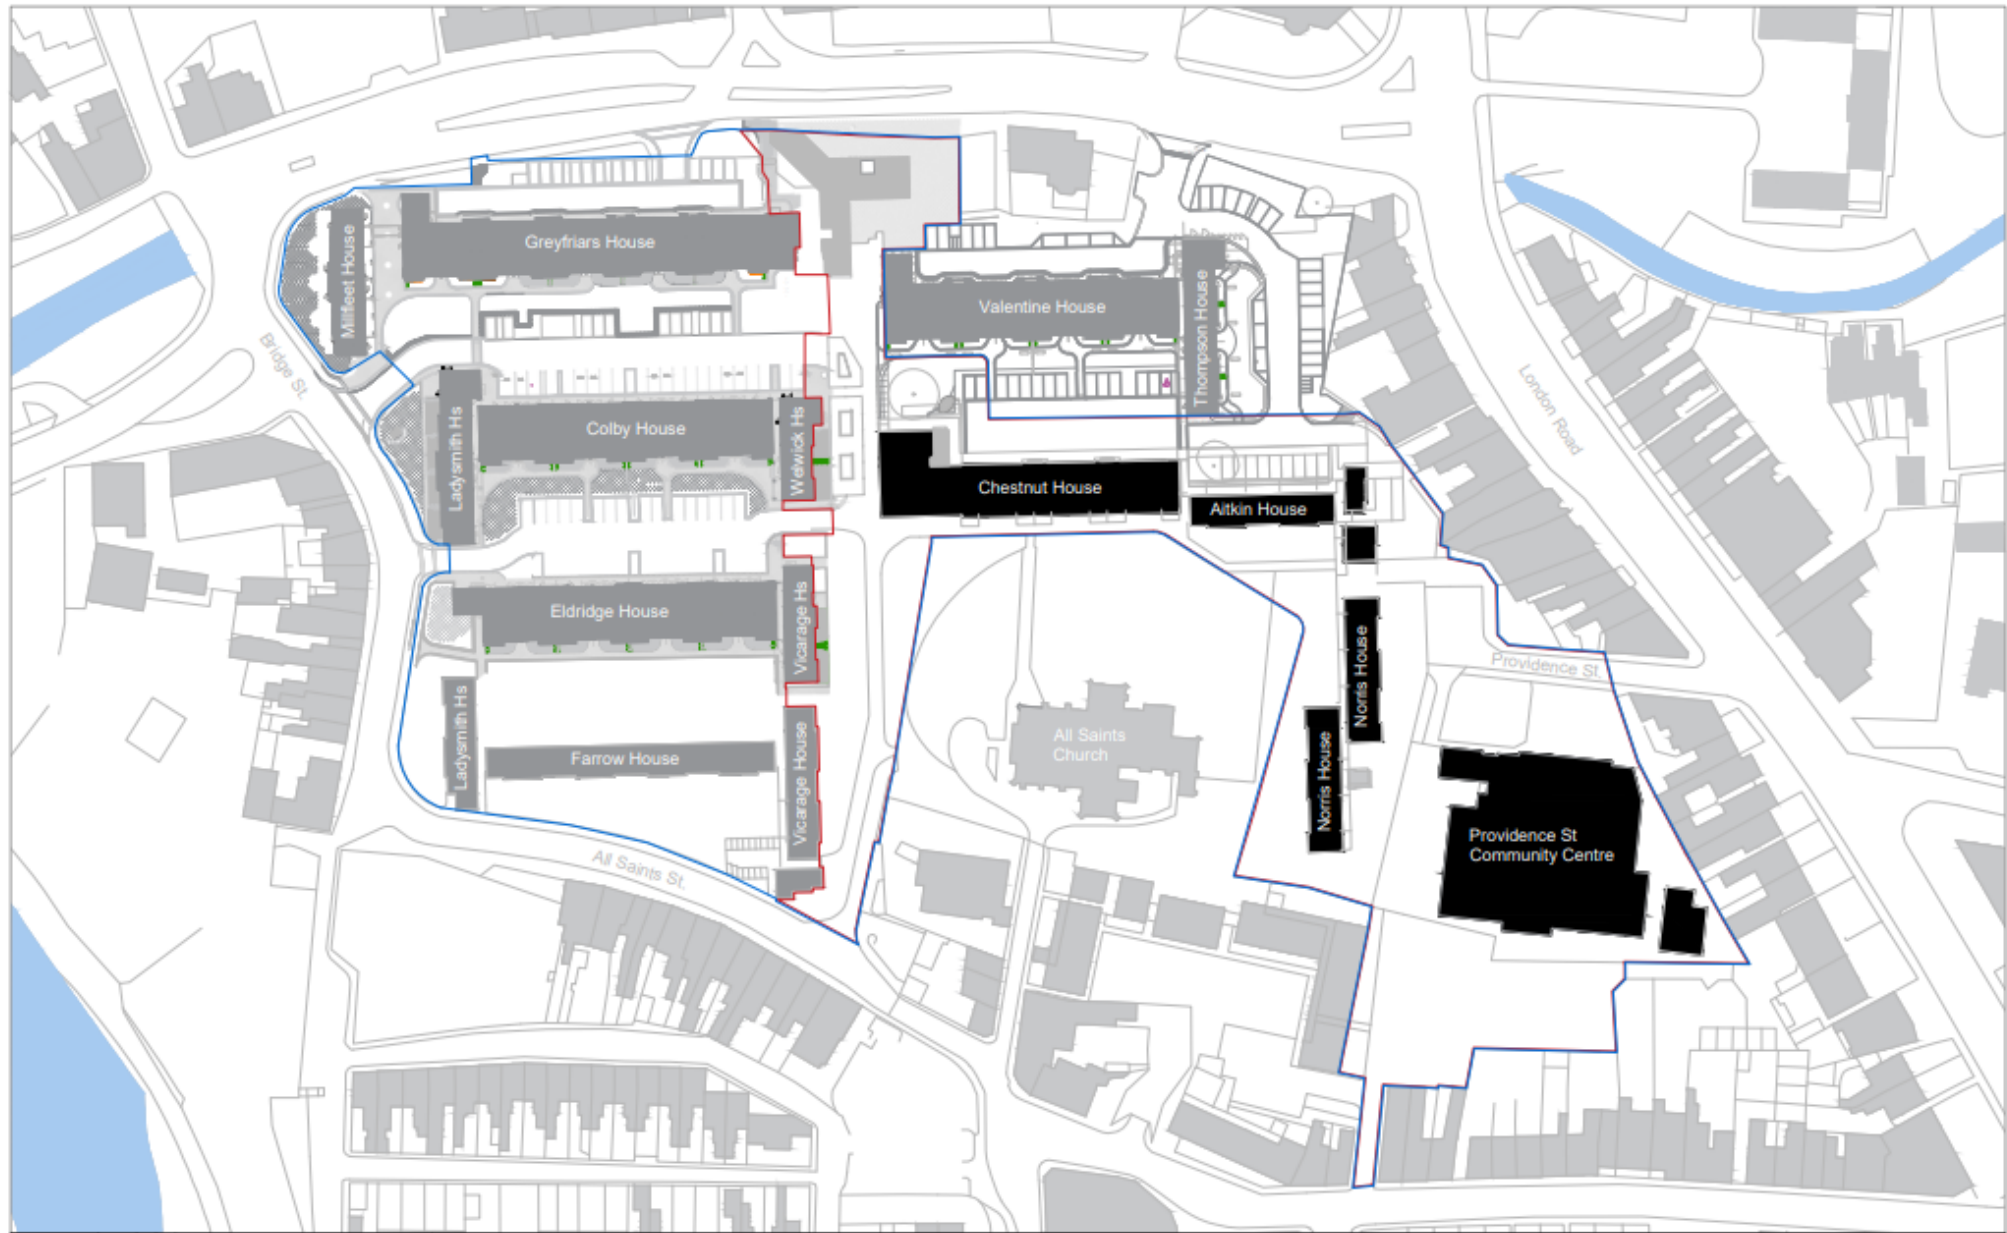 Greyfriars House
Millfleet House
Valentine House
Thompson House
Bridge St.
London Road
Colby House
Ladysmith Hs
Welwick Hs
Chestnut House
Aitkin House
Eldridge House
Vicarage Hs
Norris House
Providence St.
Ladysmith Hs
Farrow House
Vicarage House
All Saints
Church
Norris House
Providence St
Community Centre
All Saints St.